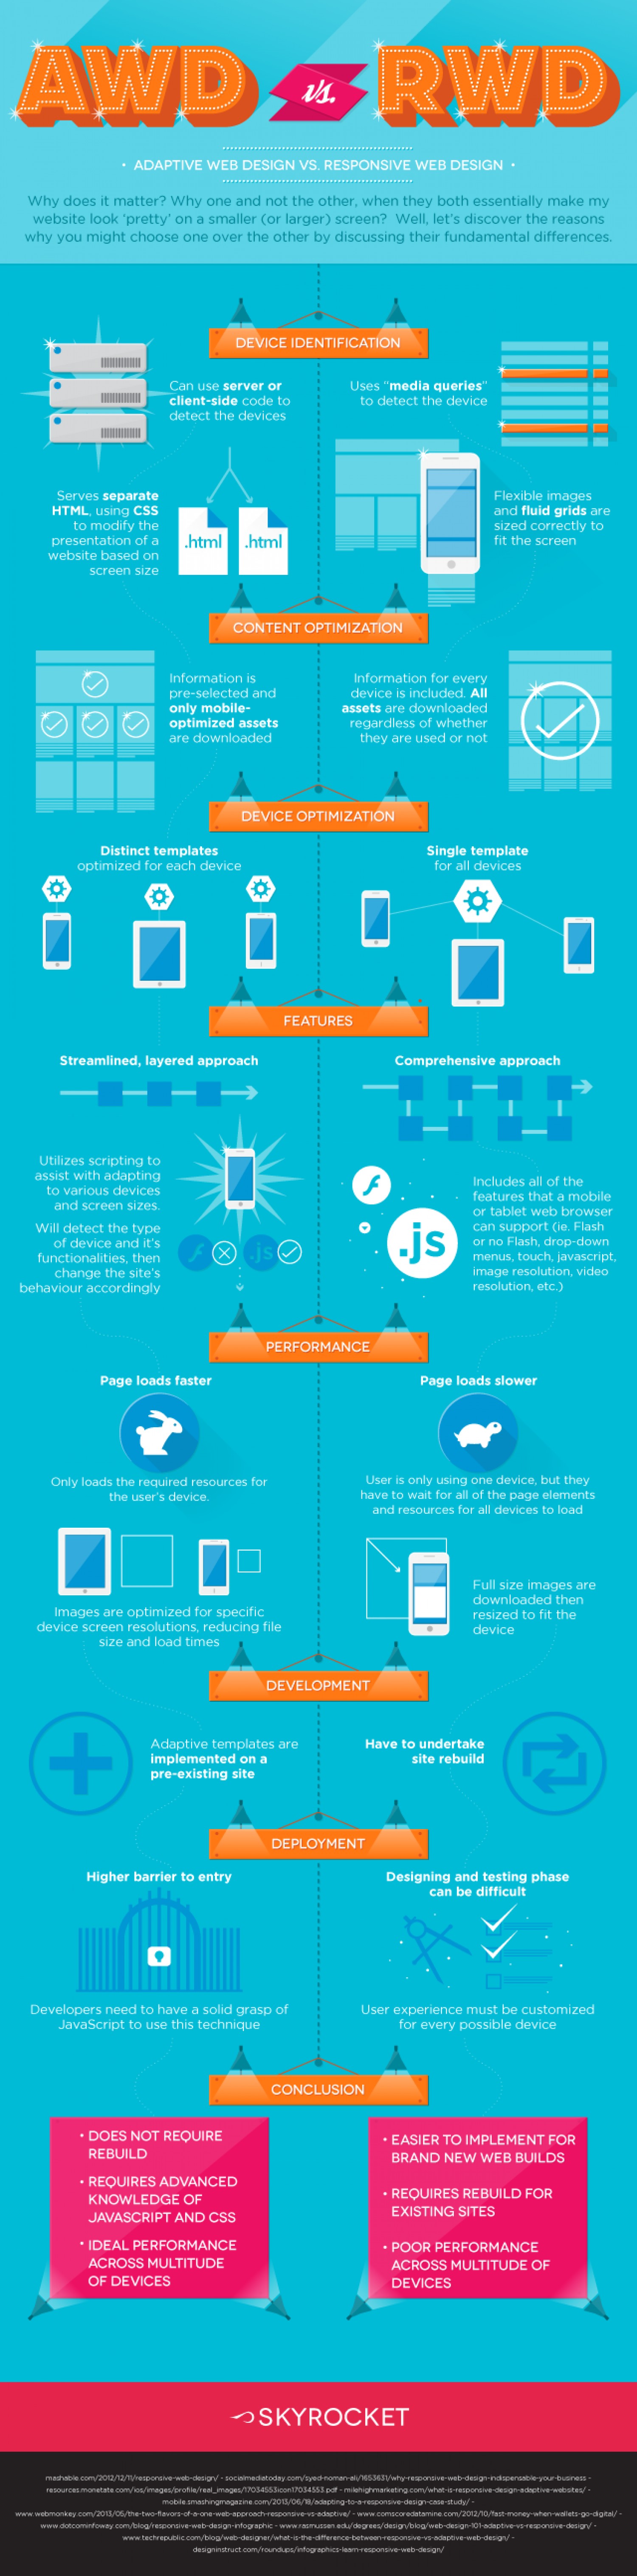 AWD vs. RWD
• ADAPTIVE WEB DESIGN VS. RESPONSIVE WEB DESIGN •
Why does it matter? Why one and not the other, when they both essentially make my
website look 'pretty' on a smaller (or larger) screen? Well, let's discover the reasons
why you might choose one over the other by discussing their fundamental differences.
DEVICE IDENTIFICATION
Can use server or
client-side code to
detect the devices
Uses "media queries"
to detect the device
Serves separate
HTML, using CSS
to modify the
presentation of a
website based on
screen size
.html
.html
Flexible images
and fluid grids are
sized correctly to
fit the screen
CONTENT OPTIMIZATION
Information is
pre-selected and
only mobile-
optimized assets
are downloaded
Information for every
device is included. All
assets are downloaded
regardless of whether
they are used or not
DEVICE OPTIMIZATION
Distinct templates
optimized for each device
Single template
for all devices
FEATURES
Streamlined, layered approach
Comprehensive approach
Utilizes scripting to
assist with adapting
to various devices
and screen sizes.
Will detect the type
of device and it's
functionalities, then
change the site's
behaviour accordingly
.js
.js
Includes all of the
features that a mobile
or tablet web browser
can support (ie. Flash
or no Flash, drop-down
menus, touch, javascript,
image resolution, video
resolution, etc.)
PERFORMANCE
Page loads faster
Page loads slower
Only loads the required resources for
the user's device.
User is only using one device, but they
have to wait for all of the page elements
and resources for all devices to load
Images are optimized for specific
device screen resolutions, reducing file
size and load times
Full size images are
downloaded then
resized to fit the
device
DEVELOPMENT
Adaptive templates are
implemented on a
pre-existing site
Have to undertake
site rebuild
DEPLOYMENT
Higher barrier to entry
Designing and testing phase
can be difficult
Developers need to have a solid grasp of
JavaScript to use this technique
User experience must be customized
for every possible device
CONCLUSION
• DOES NOT REQUIRE
REBUILD
• REQUIRES ADVANCED
KNOWLEDGE OF
JAVASCRIPT AND CSS
• IDEAL PERFORMANCE
ACROSS MULTITUDE
OF DEVICES
• EASIER TO IMPLEMENT FOR
BRAND NEW WEB BUILDS
• REQUIRES REBUILD FOR
EXISTING SITES
• POOR PERFORMANCE
ACROSS MULTITUDE OF
DEVICES
SKYROCKET
mashable.com/2012/12/11/responsive-web-design/ - socialmediatoday.com/syed-noman-ali/1653631/why-responsive-web-design-indispensable-your-business -
resources.monetate.com/ios/images/profile/real_images/17034553icon17034553.pdf - milehighmarketing.com/what-is-responsive-design-adaptive-websites/ -
mobile.smashingmagazine.com/2013/06/18/adapting-to-a-responsive-design-case-study/ -
www.webmonkey.com/2013/05/the-two-flavors-of-a-one-web-approach-responsive-vs-adaptive/ - www.comscoredatamine.com/2012/10/fast-money-when-wallets-go-digital/ -
www.dotcominfoway.com/blog/responsive-web-design-infographic - www.rasmussen.edu/degrees/design/blog/web-design-101-adaptive-vs-responsive-design/ -
www.techrepublic.com/blog/web-designer/what-is-the-difference-between-responsive-vs-adaptive-web-design/ -
designinstruct.com/roundups/infographics-learn-responsive-web-design/